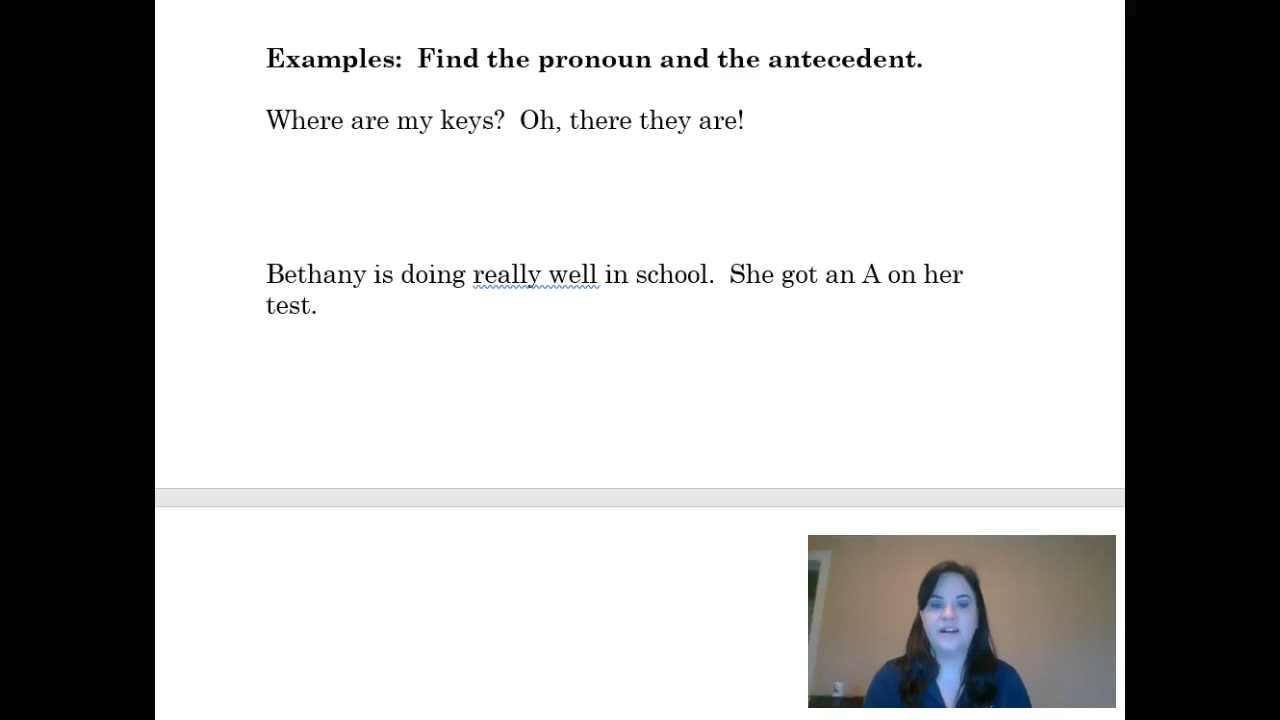 Examples:  Find the pronoun and the antecedent.
Where are my keys?  Oh, there they are!
Bethany is doing really well in school.  She got an A on her
test.